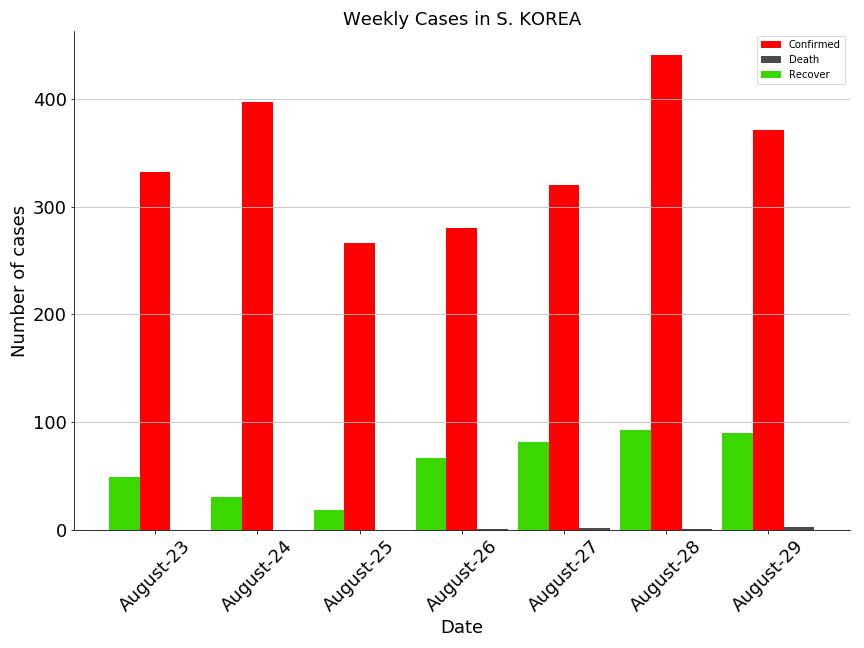 Weekly Cases in S. KOREA
Confirmed
Death
Recover
Number of cases
400
300
200
100
0
August-23
August-24
August-25
August-26
August-27
August-28
August-29
Date